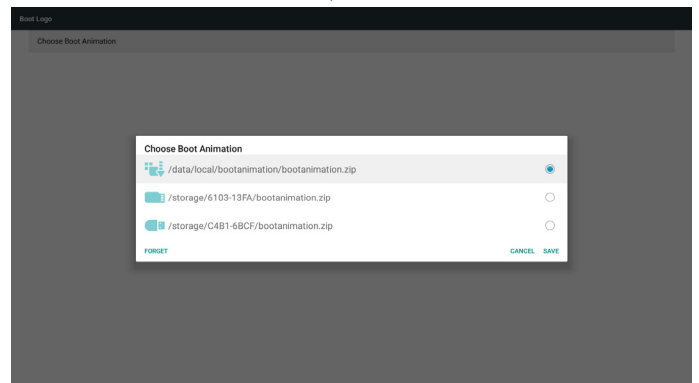 Boot Logo
Choose Boot Animation
Choose Boot Animation
/data/local/bootanimation/bootanimation.zip
/storage/6103-13FA/bootanimation.zip
/storage/C4B1-6BCF/bootanimation.zip
FORGET CANCEL SAVE